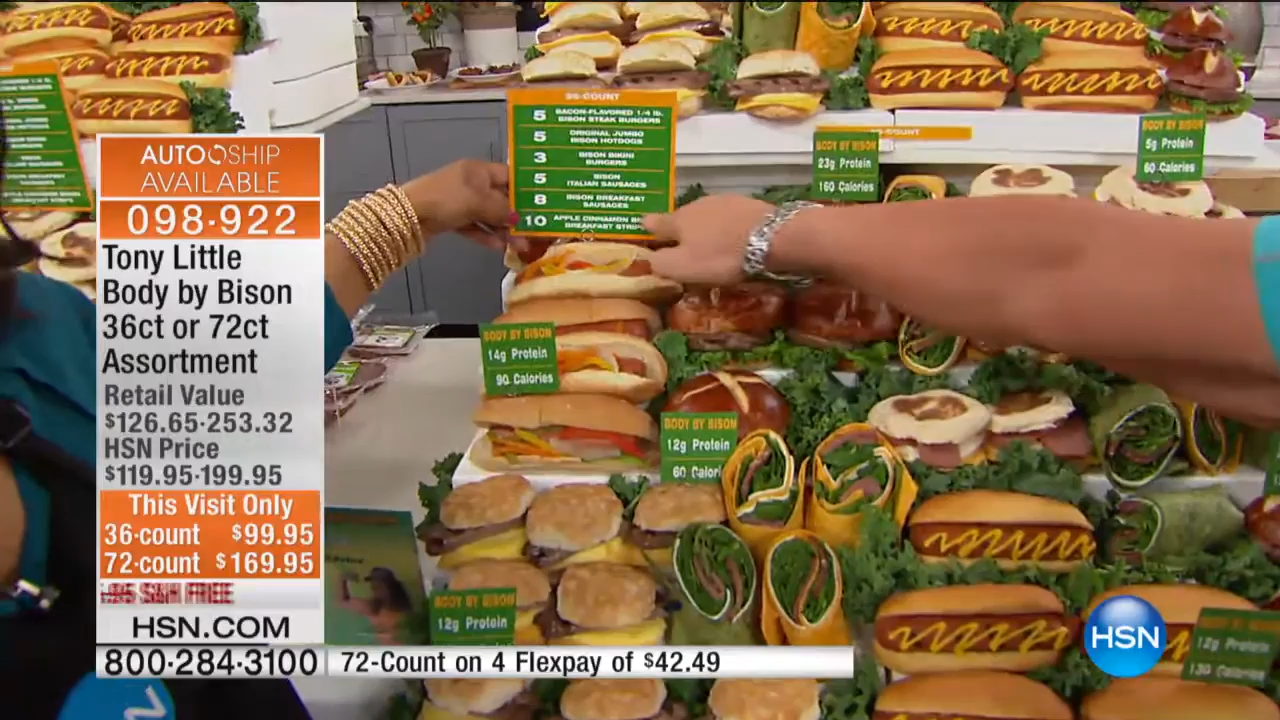 AUTOSHIP
AVAILABLE
098-922
Tony Little
Body by Bison
36ct or 72ct
Assortment
Retail Value
$126.65-253.32
HSN Price
$119.95-199.95
This Visit Only
36-count $99.95
72-count $169.95
S&H FREE
HSN.COM
800-284-3100
72-Count on 4 Flexpay of $42.49
HSN
36-COUNT
5 BACON-FLAVORED 1/4 lb. BISON STEAK BURGERS
5 ORIGINAL JUMBO BISON HOTDOGS
3 BISON BIKINI BURGERS
5 BISON ITALIAN SAUSAGES
8 BISON BREAKFAST SAUSAGES
10 APPLE CINNAMON
BREAKFAST
BODY BY BISON
23g Protein
160 Calories
BODY BY BISON
5g Protein
60 Calories
BODY BY BISON
14g Protein
90 Calories
BODY BY BISON
12g Protein
60
BODY BY BISON
12g Protein
12g Protein
130 Calories